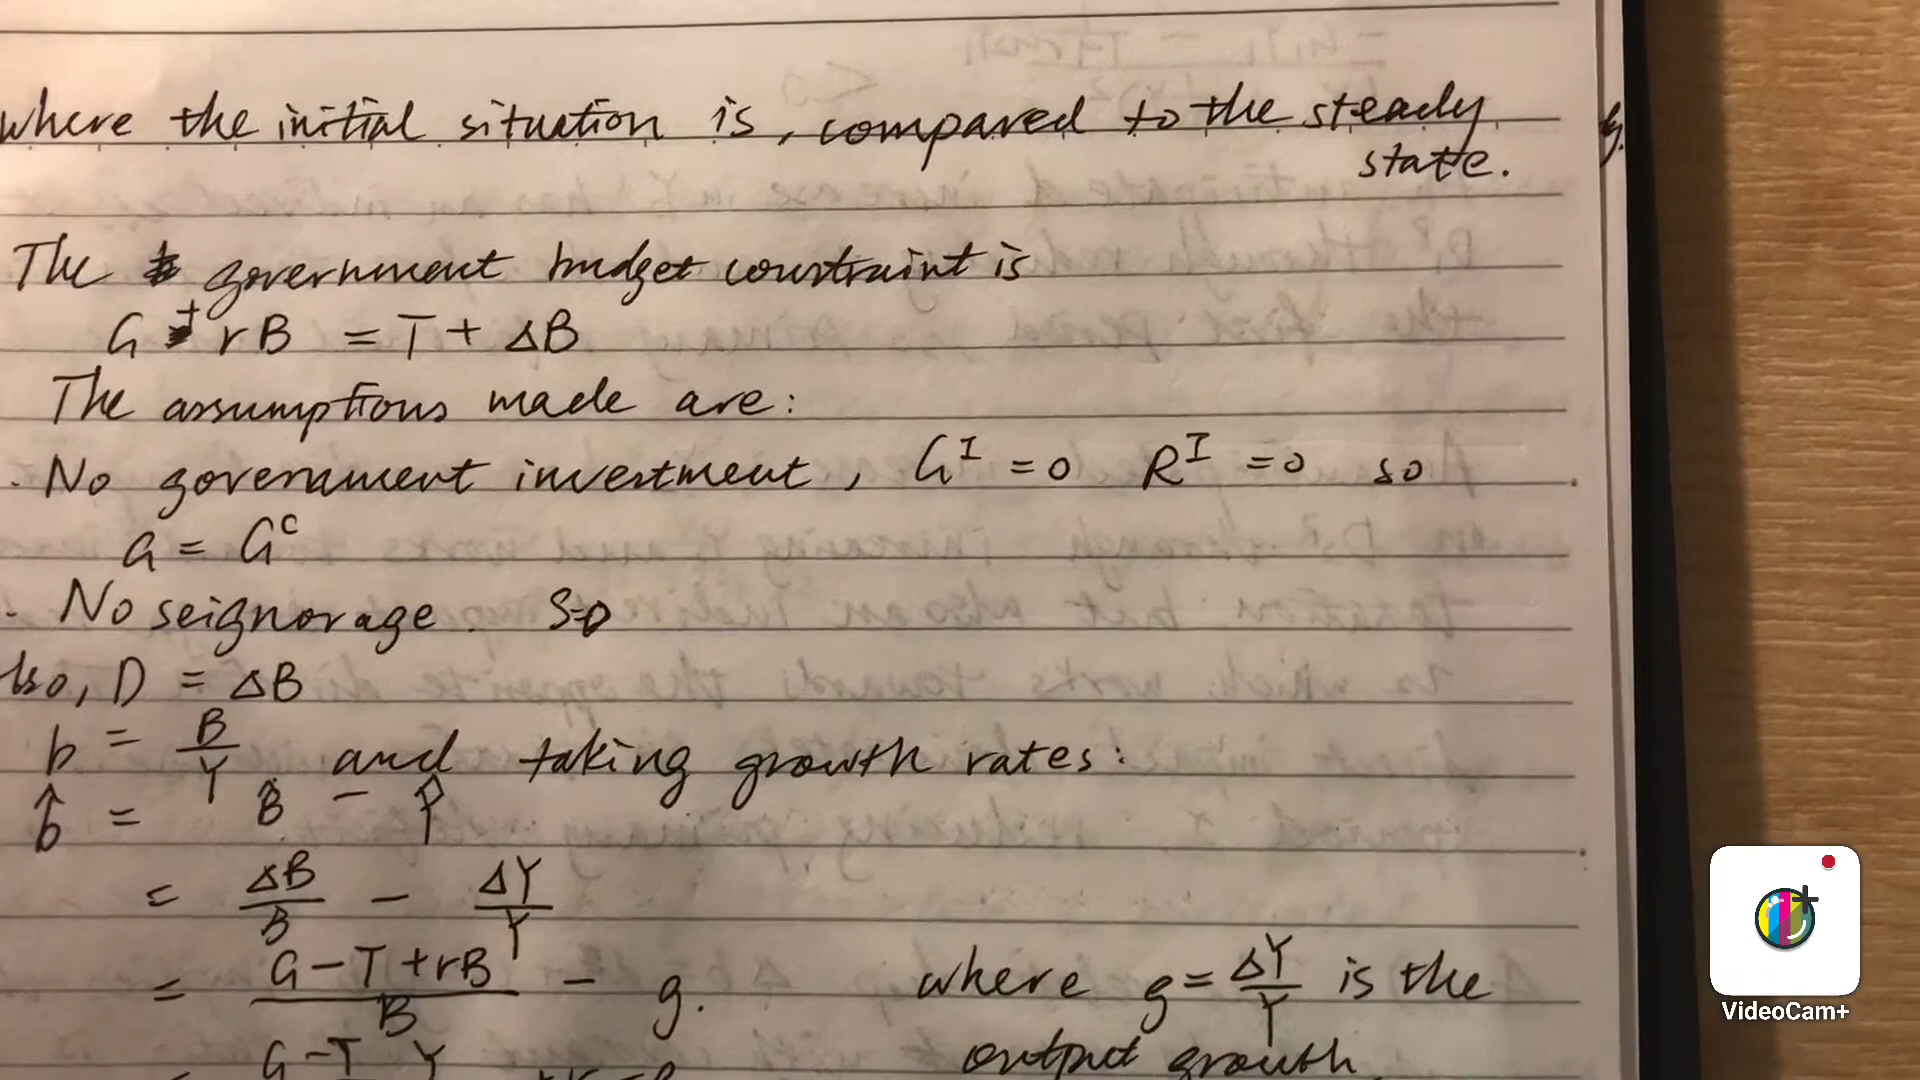 where the initial situation is, compared to the steady
state.
The government budget constraint is
G + rB = T + ΔB
The assumptions made are:
. No government investment, G^I = 0 R^I = 0 so
G = G^c
. No seignorage. S=0
Also, D = ΔB
b = B/Y and taking growth rates:
b̂ = B̂ - Ŷ
= ΔB/B - ΔY/Y
= (G-T+rB)/B - g. where g = ΔY/Y is the
output growth
VideoCam+